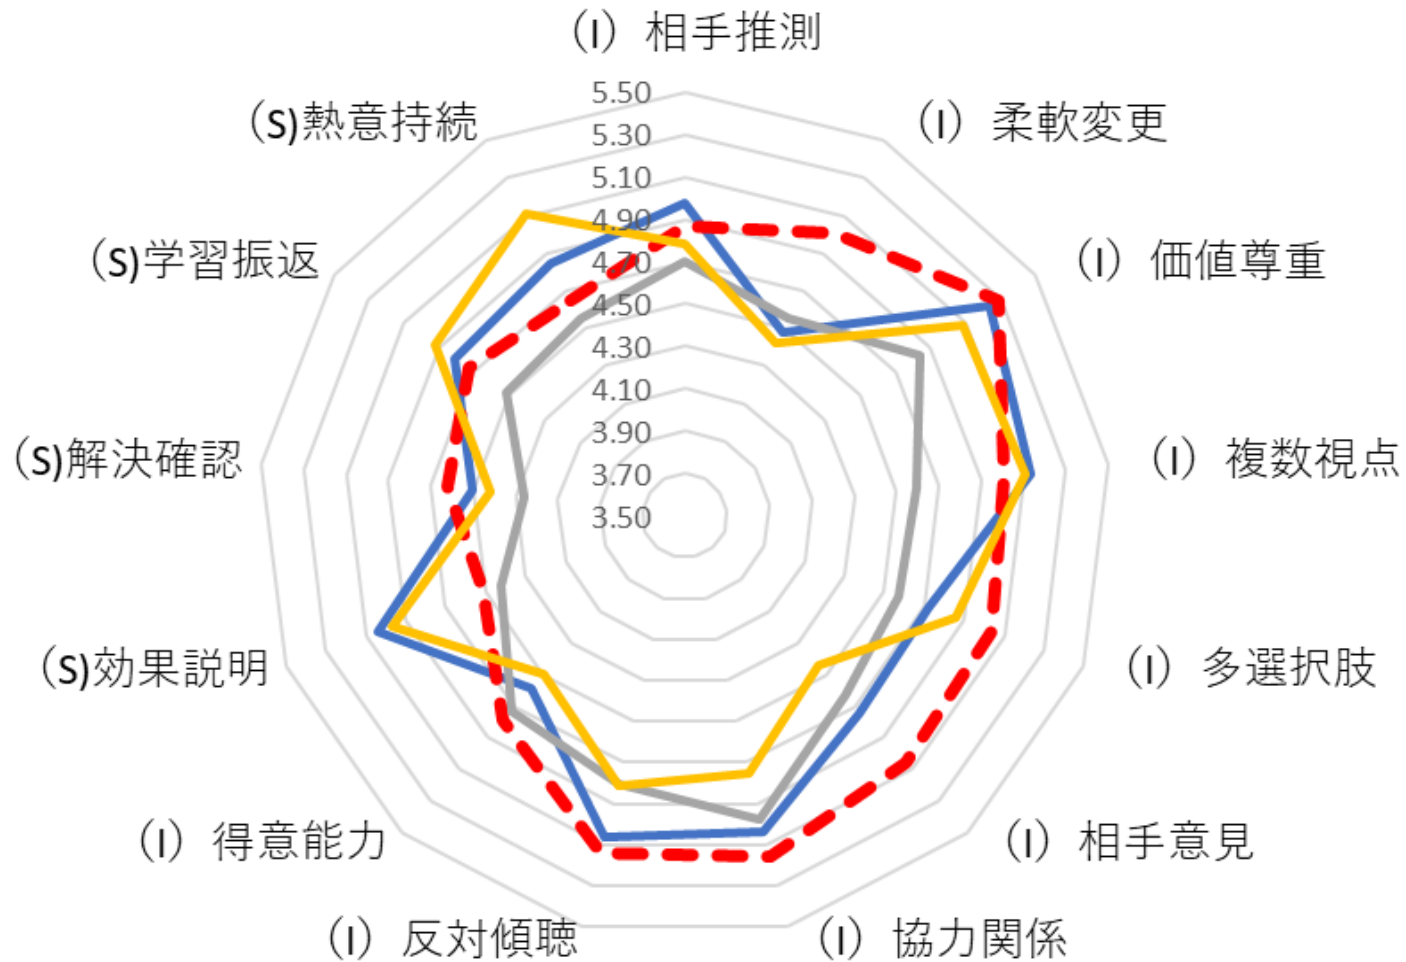 (I) 相手推測
(I) 柔軟変更
(I) 価値尊重
(I) 複数視点
(I) 多選択肢
(I) 相手意見
(I) 協力関係
(I) 反対傾聴
(I) 得意能力
(S)効果説明
(S)解決確認
(S)学習振返
(S)熱意持続
5.50
5.30
5.10
4.90
4.70
4.50
4.30
4.10
3.90
3.70
3.50